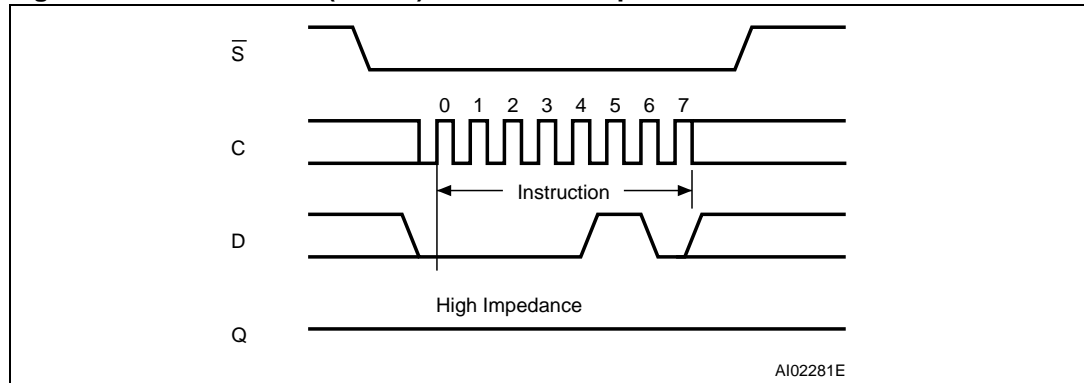 S̅
0 1 2 3 4 5 6 7
C
Instruction
D
High Impedance
Q
AI02281E